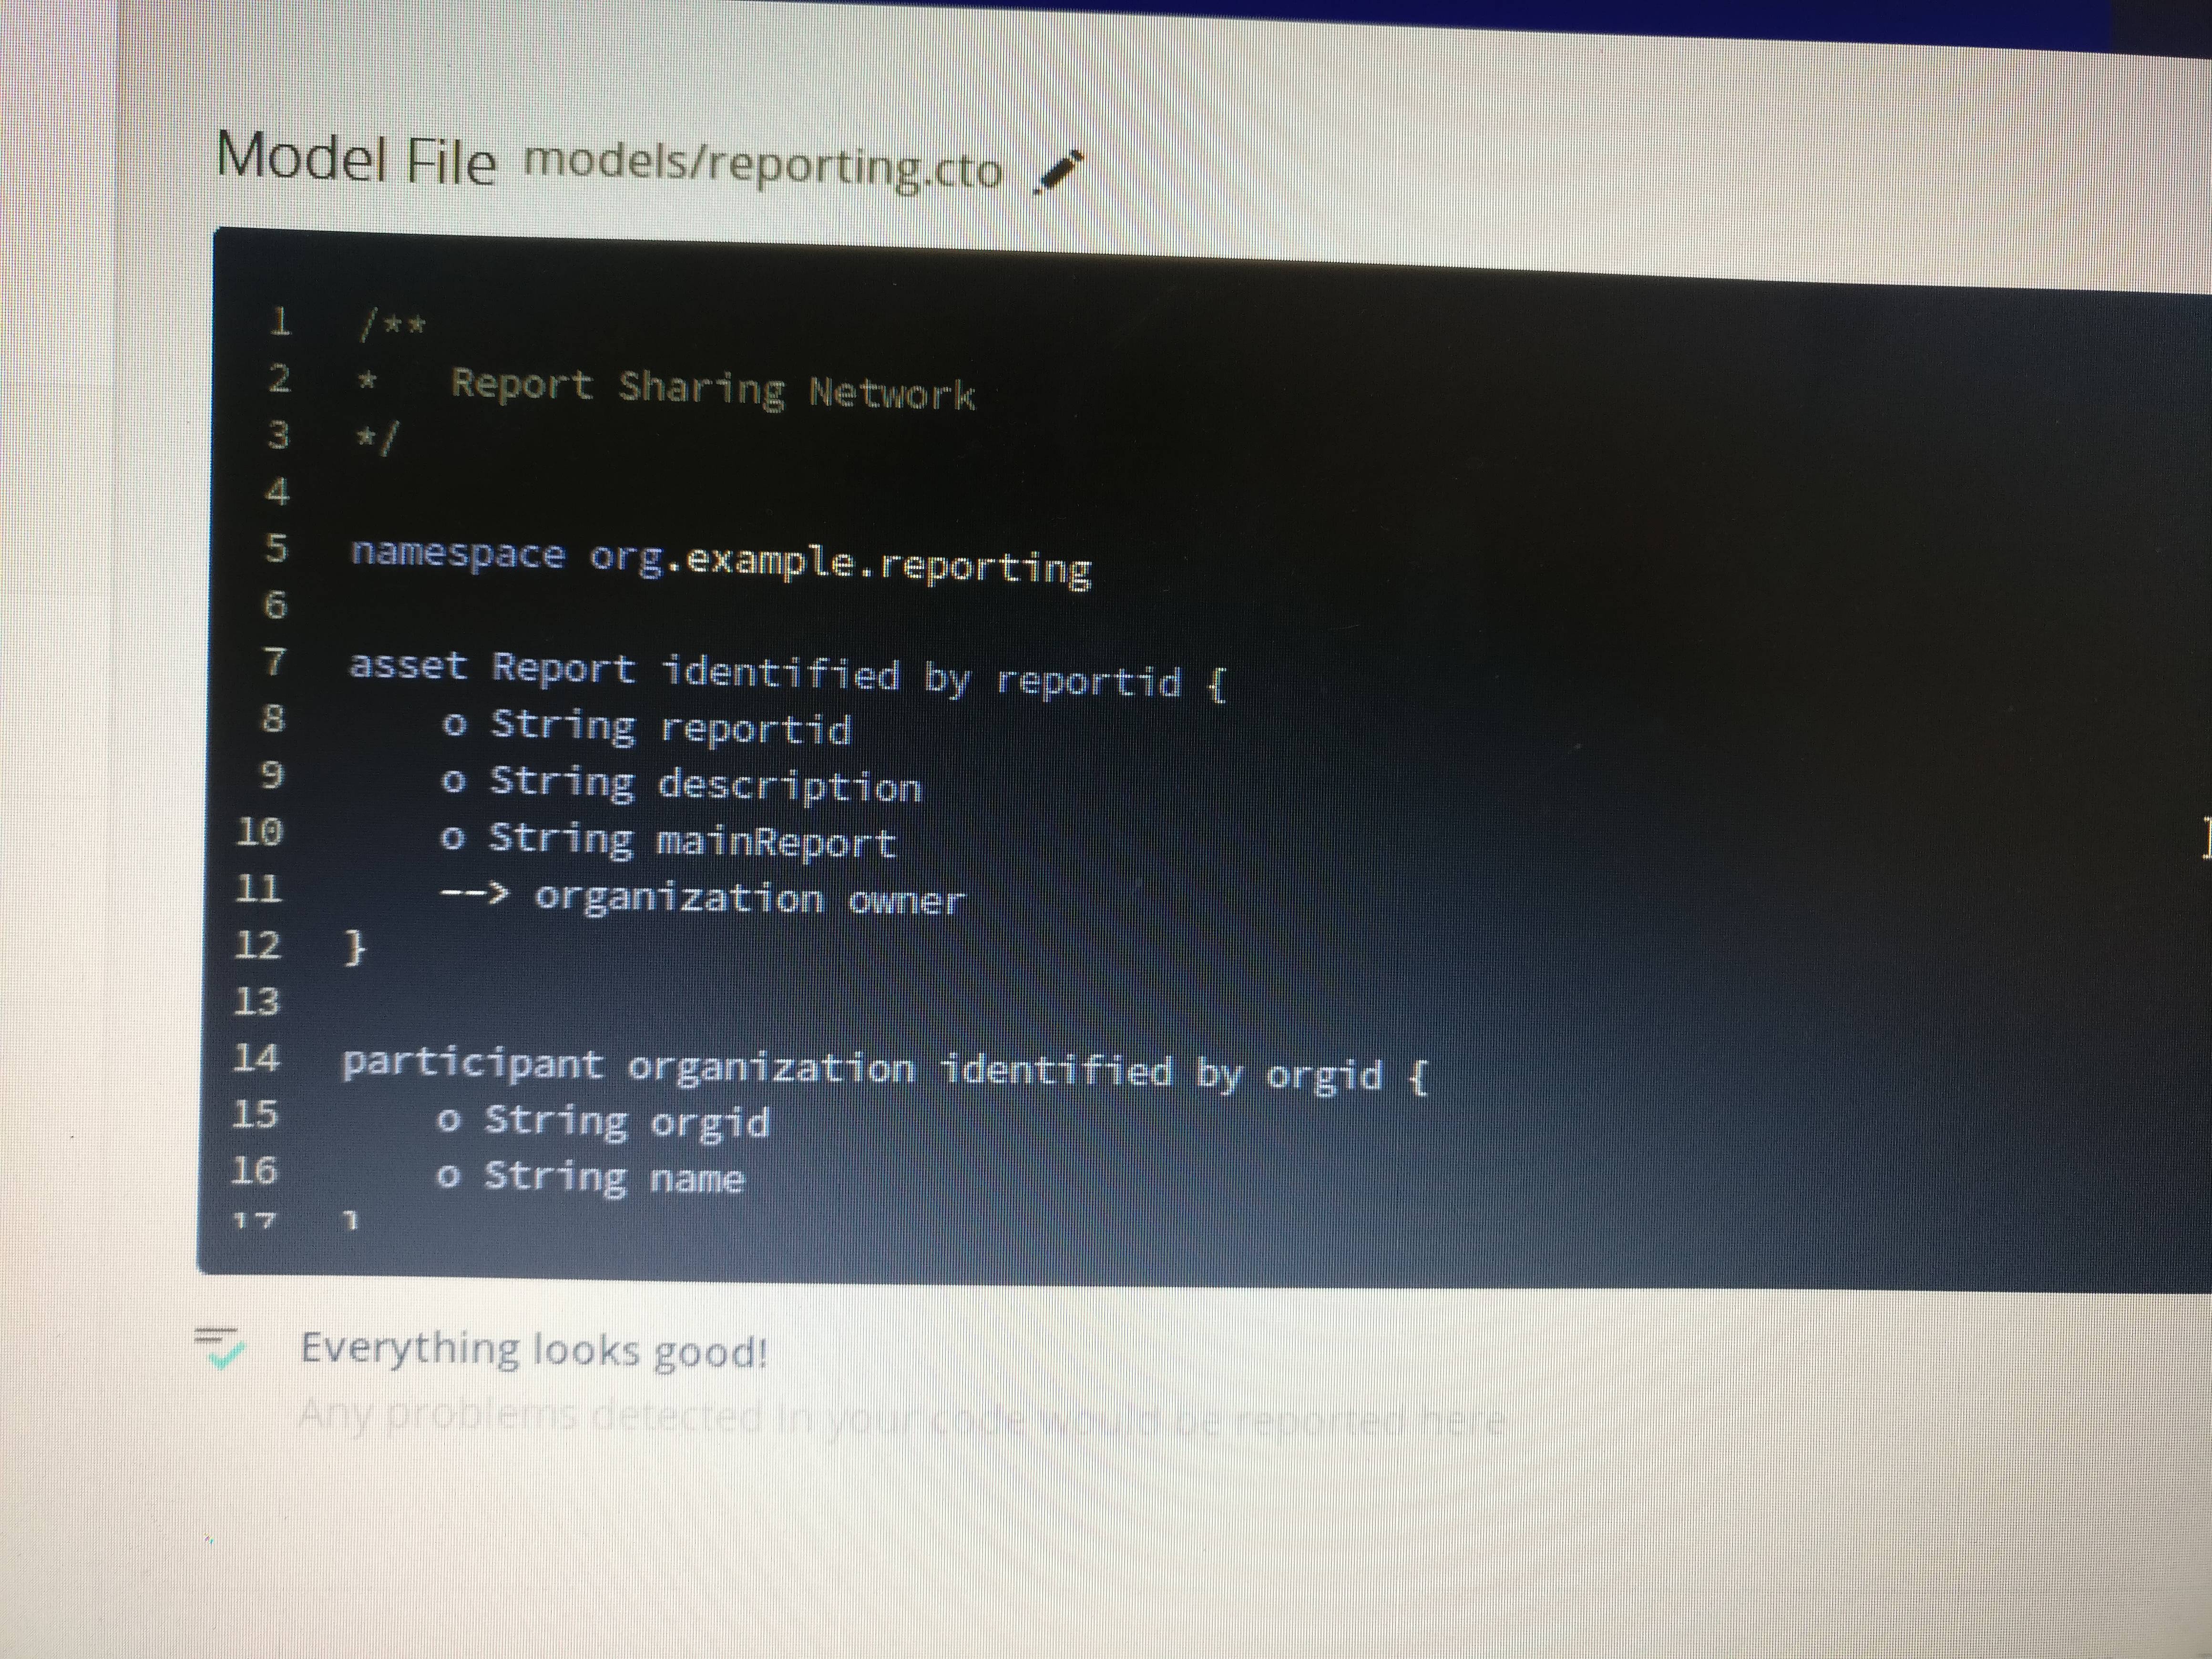 Model File models/reporting.cto
1 /**
2 * Report Sharing Network
3 */
4
5 namespace org.example.reporting
6
7 asset Report identified by reportid {
8 o String reportid
9 o String description
10 o String mainReport
11 --> organization owner
12 }
13
14 participant organization identified by orgid {
15 o String orgid
16 o String name
17 }
Everything looks good!
Any problems detected in your code would be reported here